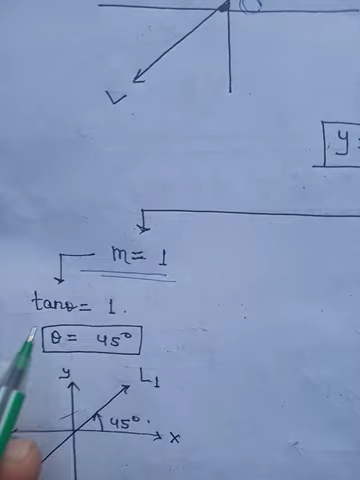 y =
m = 1
tanθ = 1.
θ = 45°
y L₁
45°.
x